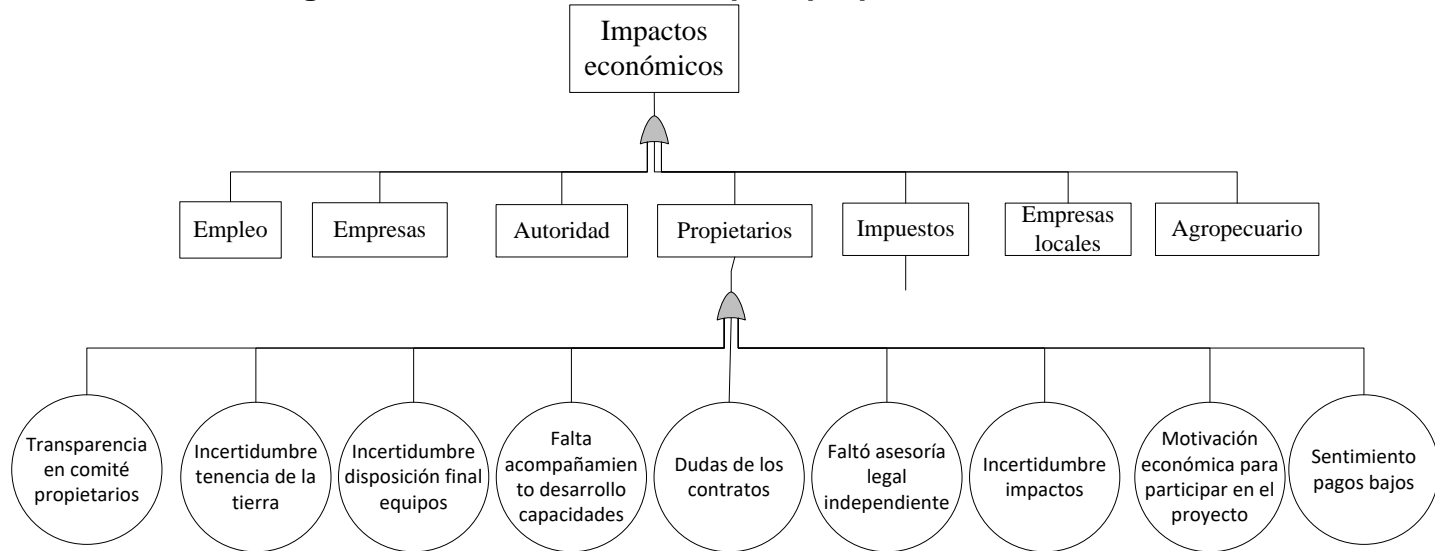 Impactos
económicos
Empleo
Empresas
Autoridad
Propietarios
Impuestos
Empresas
locales
Agropecuario
Transparencia
en comité
propietarios
Incertidumbre
tenencia de la
tierra
Incertidumbre
disposición final
equipos
Falta
acompañamien
to desarrollo
capacidades
Dudas de los
contratos
Faltó asesoría
legal
independiente
Incertidumbre
impactos
Motivación
económica para
participar en el
proyecto
Sentimiento
pagos bajos